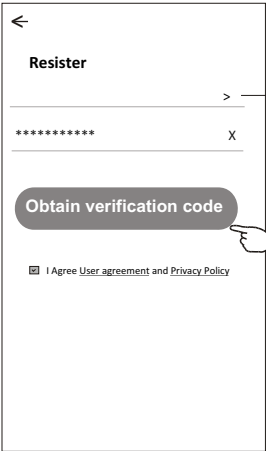 Resister
>
*********** X
Obtain verification code
I Agree User agreement and Privacy Policy